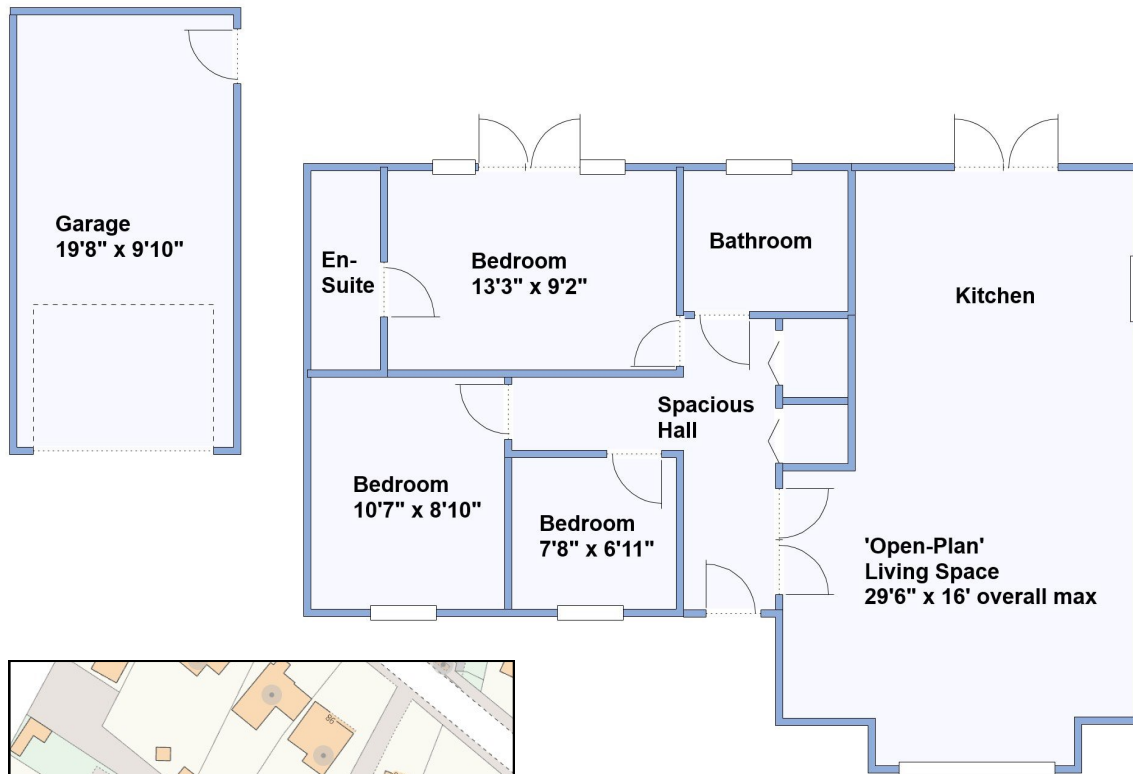 Garage
19'8" x 9'10"
En-
Suite
Bedroom
13'3" x 9'2"
Bathroom
Kitchen
Spacious
Hall
Bedroom
10'7" x 8'10"
Bedroom
7'8" x 6'11"
'Open-Plan'
Living Space
29'6" x 16' overall max